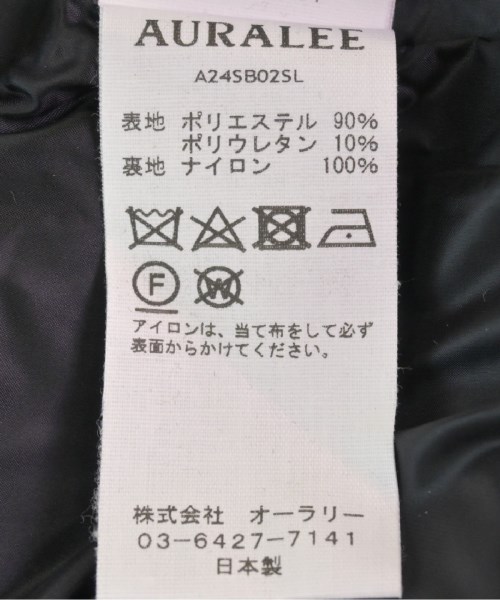 AURALEE
A24SB02SL
表地 ポリエステル 90%
ポリウレタン 10%
裏地 ナイロン 100%
F W
アイロンは、当て布をして必ず
表面からかけてください。
株式会社 オーラリー
03-6427-7141
日本製